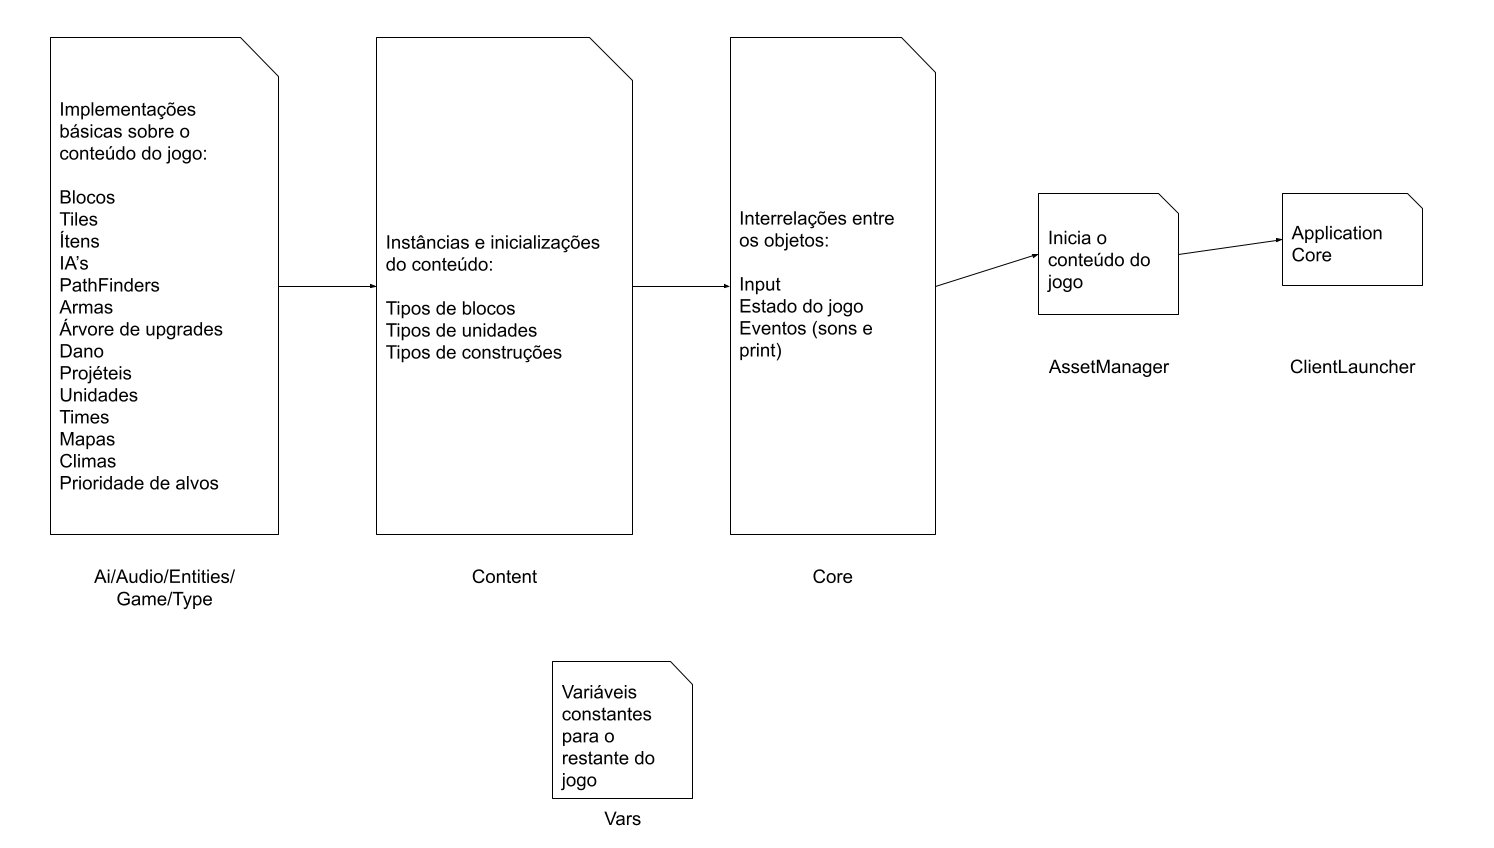 Implementações
básicas sobre o
conteúdo do jogo:
Blocos
Tiles
Ítens
IA's
PathFinders
Armas
Árvore de upgrades
Dano
Projéteis
Unidades
Times
Mapas
Climas
Prioridade de alvos
Ai/Audio/Entities/
Game/Type
Instâncias e inicializações
do conteúdo:
Tipos de blocos
Tipos de unidades
Tipos de construções
Content
Interrelações entre
os objetos:
Input
Estado do jogo
Eventos (sons e
print)
Core
Inicia o
conteúdo do
jogo
AssetManager
Application
Core
ClientLauncher
Variáveis
constantes
para o
restante do
jogo
Vars